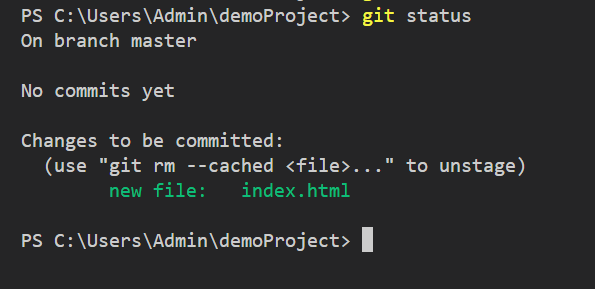 PS C:\Users\Admin\demoProject> git status
On branch master
No commits yet
Changes to be committed:
(use "git rm --cached <file>..." to unstage)
new file: index.html
PS C:\Users\Admin\demoProject>